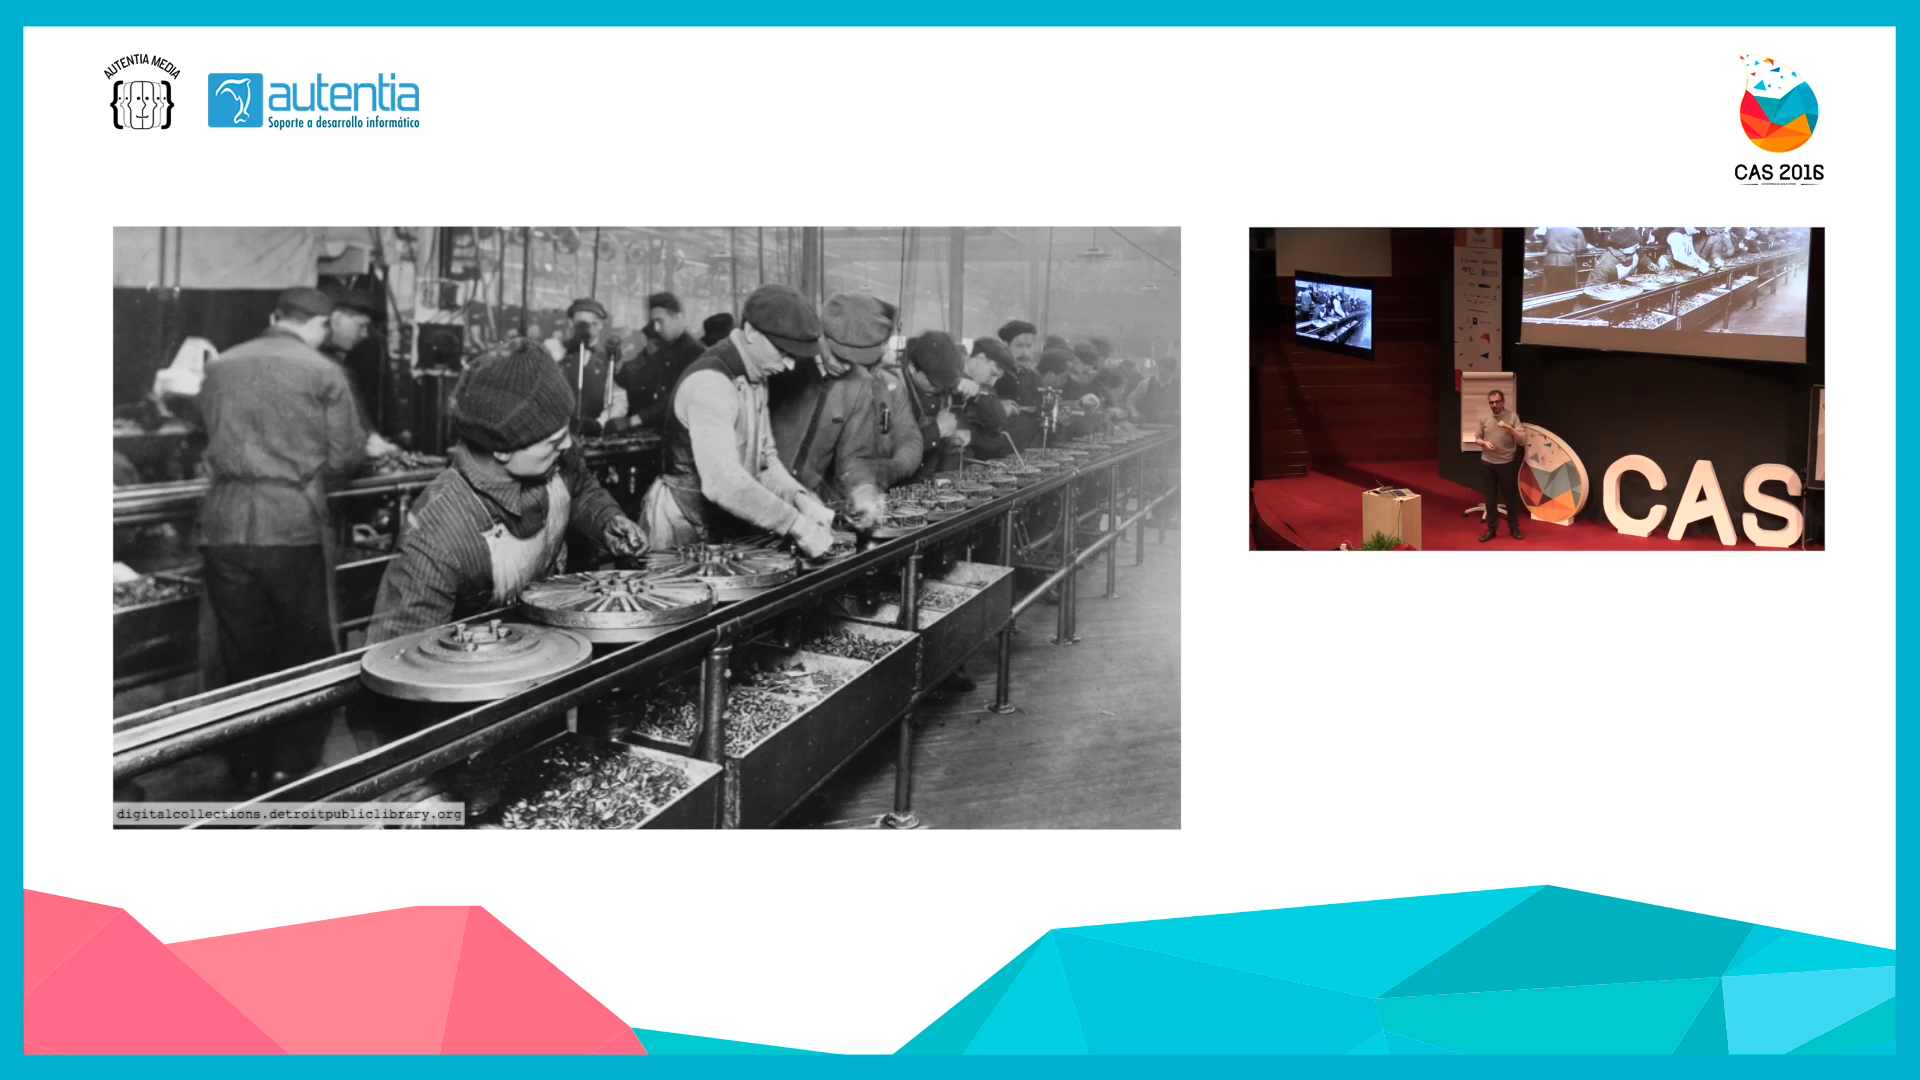 AUTENTIA MEDIA
autentia
Soporte a desarrollo informático
CAS 2016
digitalcollections.detroitpubliclibrary.org
CAS